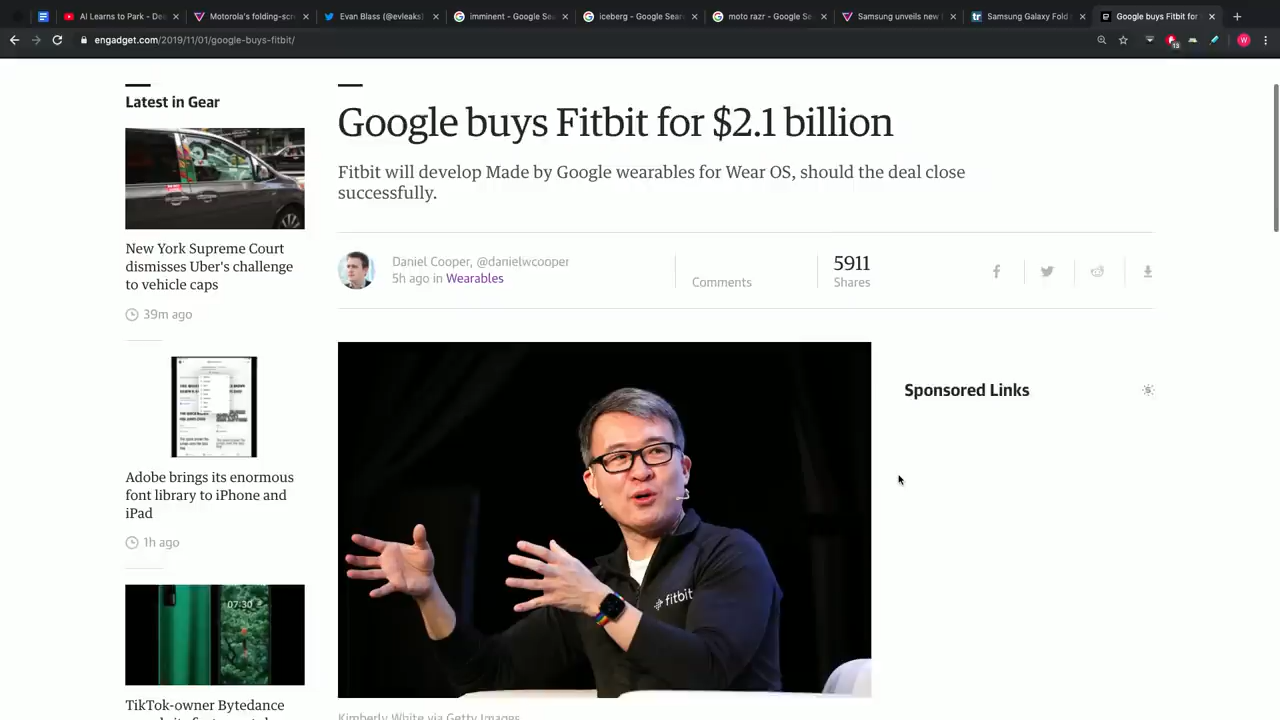 AI Learns to Park - De
Motorola's folding-scr
Evan Blass (@evleaks)
imminent - Google Sea
iceberg - Google Sear
moto razr - Google Se
Samsung unveils new
Samsung Galaxy Fold
Google buys Fitbit for
engadget.com/2019/11/01/google-buys-fitbit/
13
W
Latest in Gear
New York Supreme Court
dismisses Uber's challenge
to vehicle caps
39m ago
Adobe brings its enormous
font library to iPhone and
iPad
1h ago
07:30
TikTok-owner Bytedance
Google buys Fitbit for $2.1 billion
Fitbit will develop Made by Google wearables for Wear OS, should the deal close
successfully.
Daniel Cooper, @danielwcooper
5h ago in Wearables
Comments
5911
Shares
fitbit
Kimberly White via Getty Images
Sponsored Links